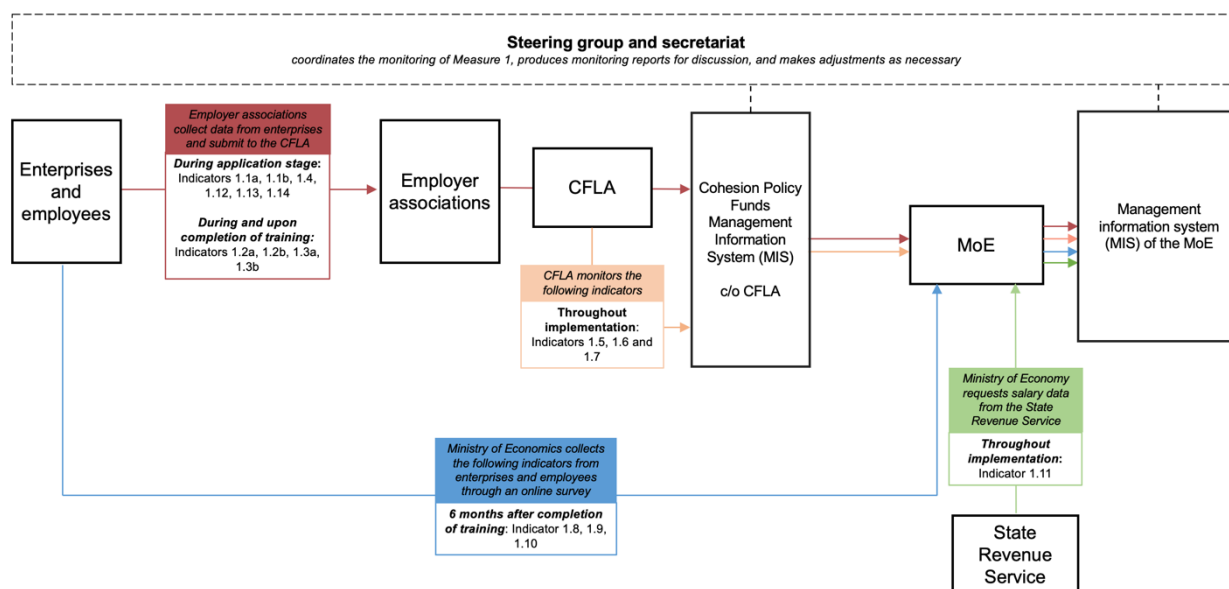 Steering group and secretariat
coordinates the monitoring of Measure 1, produces monitoring reports for discussion, and makes adjustments as necessary
Enterprises
and
employees
Employer associations
collect data from enterprises
and submit to the CFLA
During application stage:
Indicators 1.1a, 1.1b, 1.4,
1.12, 1.13, 1.14
During and upon
completion of training:
Indicators 1.2a, 1.2b, 1.3a,
1.3b
Employer
associations
CFLA
CFLA monitors the
following indicators
Throughout
implementation:
Indicators 1.5, 1.6 and
1.7
Cohesion Policy
Funds
Management
Information
System (MIS)
c/o CFLA
MoE
Management
information system
(MIS) of the MoE
Ministry of Economy
requests salary data
from the State
Revenue Service
Throughout
implementation:
Indicator 1.11
State
Revenue
Service
Ministry of Economics collects
the following indicators from
enterprises and employees
through an online survey
6 months after completion
of training: Indicator 1.8, 1.9,
1.10